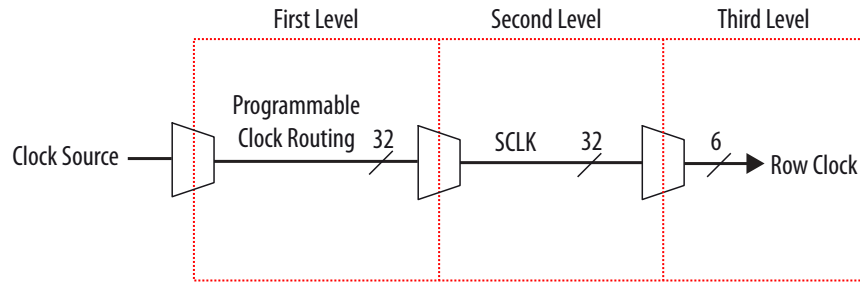 First Level
Second Level
Third Level
Programmable
Clock Routing
32
SCLK
32
6
Clock Source
Row Clock